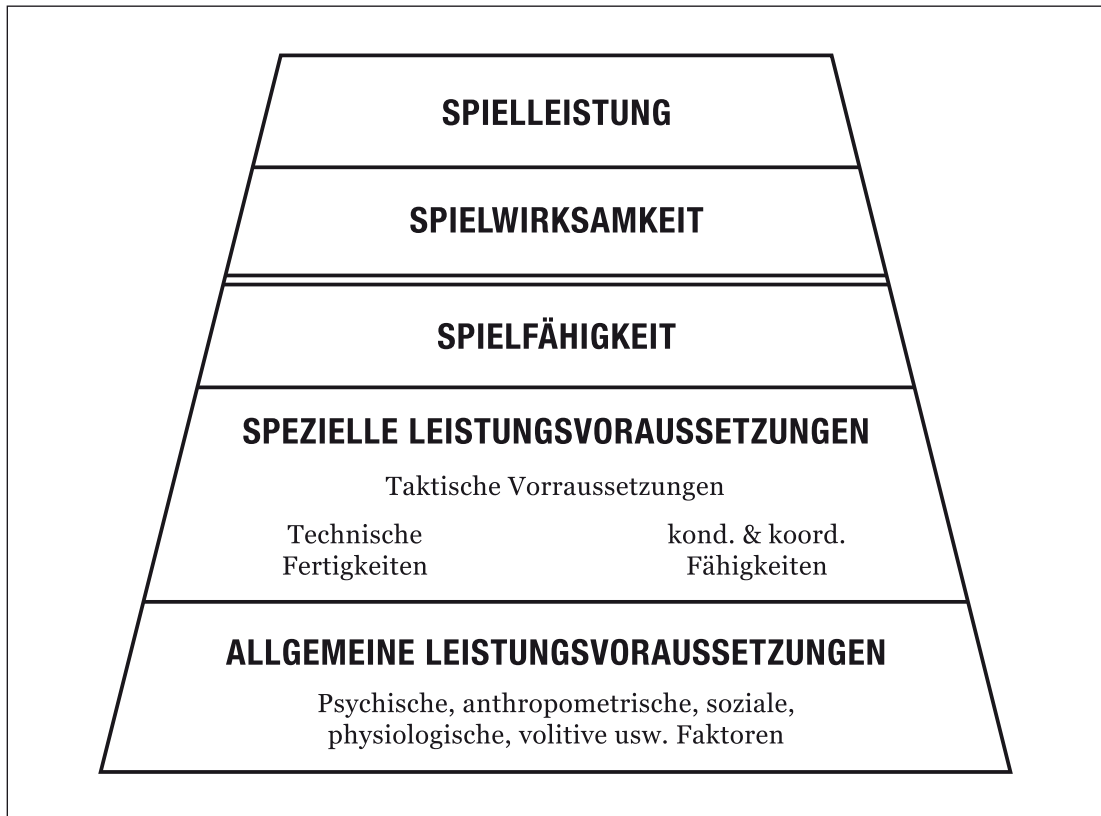 SPIELLEISTUNG
SPIELWIRKSAMKEIT
SPIELFÄHIGKEIT
SPEZIELLE LEISTUNGSVORAUSSETZUNGEN
Taktische Vorraussetzungen
Technische
Fertigkeiten
kond. & koord.
Fähigkeiten
ALLGEMEINE LEISTUNGSVORAUSSETZUNGEN
Psychische, anthropometrische, soziale,
physiologische, volitive usw. Faktoren